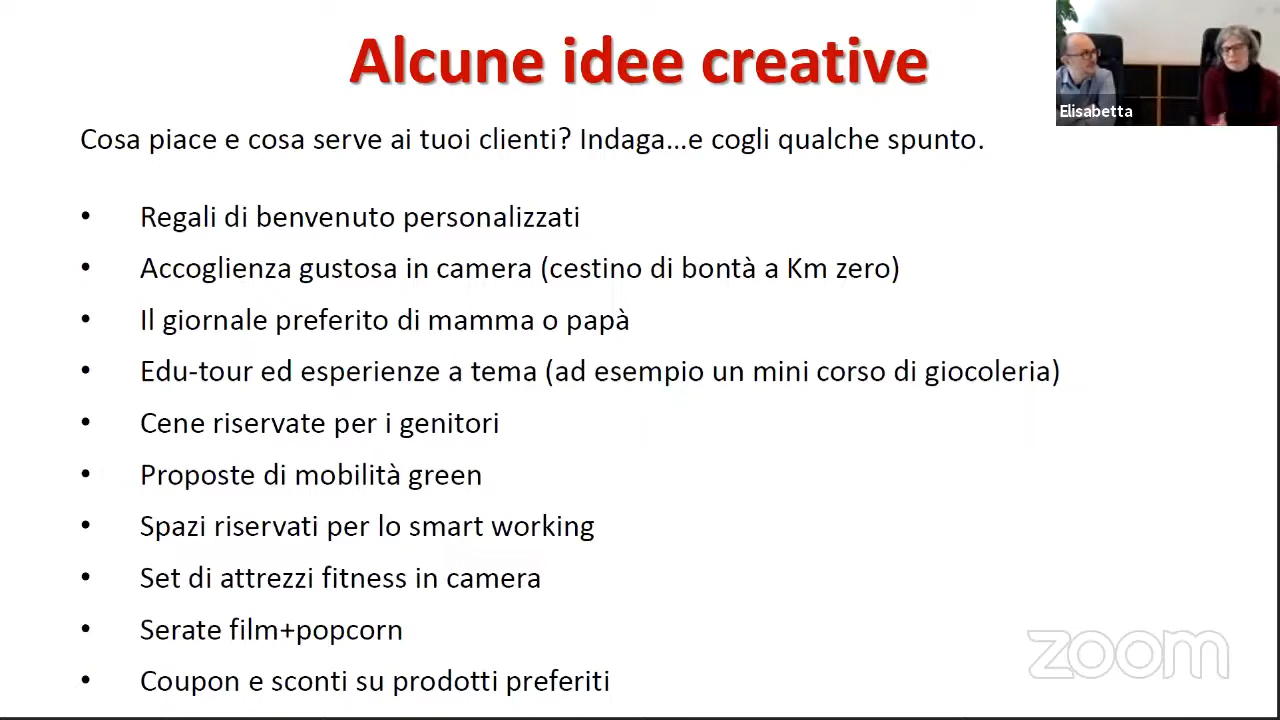 Alcune idee creative
Elisabetta
Cosa piace e cosa serve ai tuoi clienti? Indaga...e cogli qualche spunto.
• Regali di benvenuto personalizzati
• Accoglienza gustosa in camera (cestino di bontà a Km zero)
• Il giornale preferito di mamma o papà
• Edu-tour ed esperienze a tema (ad esempio un mini corso di giocoleria)
• Cene riservate per i genitori
• Proposte di mobilità green
• Spazi riservati per lo smart working
• Set di attrezzi fitness in camera
• Serate film+popcorn
• Coupon e sconti su prodotti preferiti
zoom